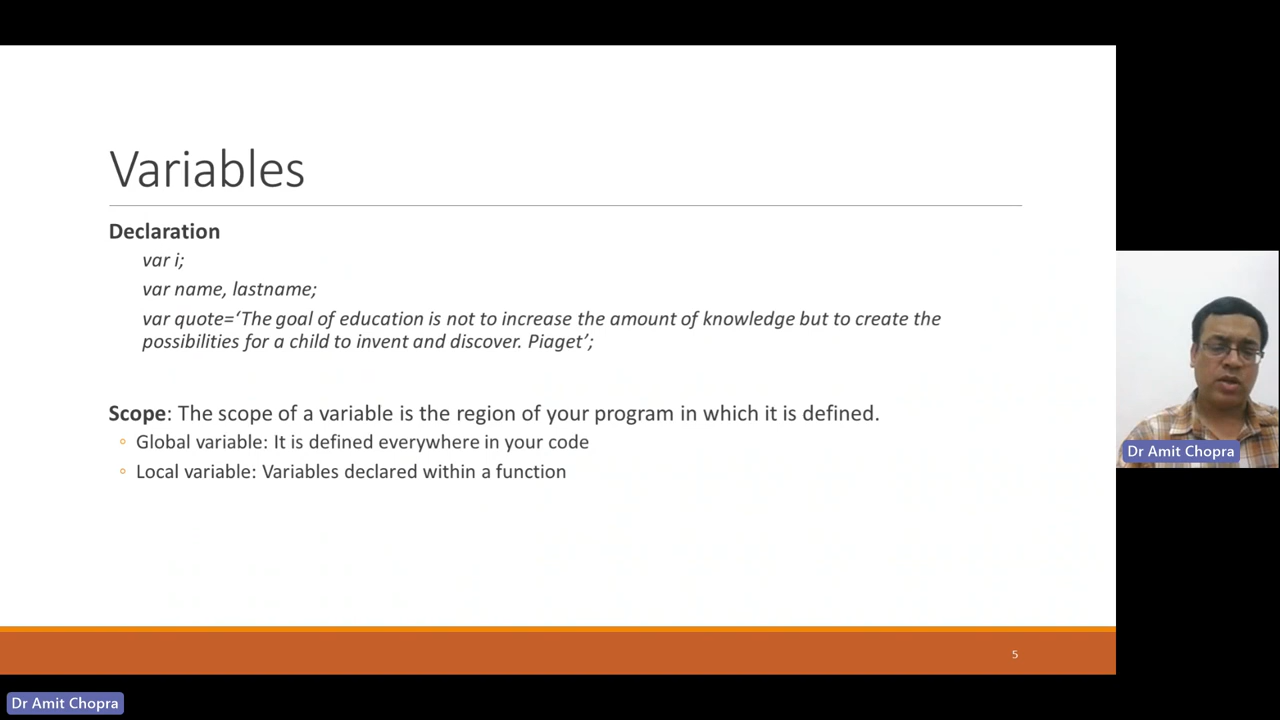 Variables
Declaration
var i;
var name, lastname;
var quote=‘The goal of education is not to increase the amount of knowledge but to create the
possibilities for a child to invent and discover. Piaget’;
Scope: The scope of a variable is the region of your program in which it is defined.
◦ Global variable: It is defined everywhere in your code
◦ Local variable: Variables declared within a function
Dr Amit Chopra
5
Dr Amit Chopra